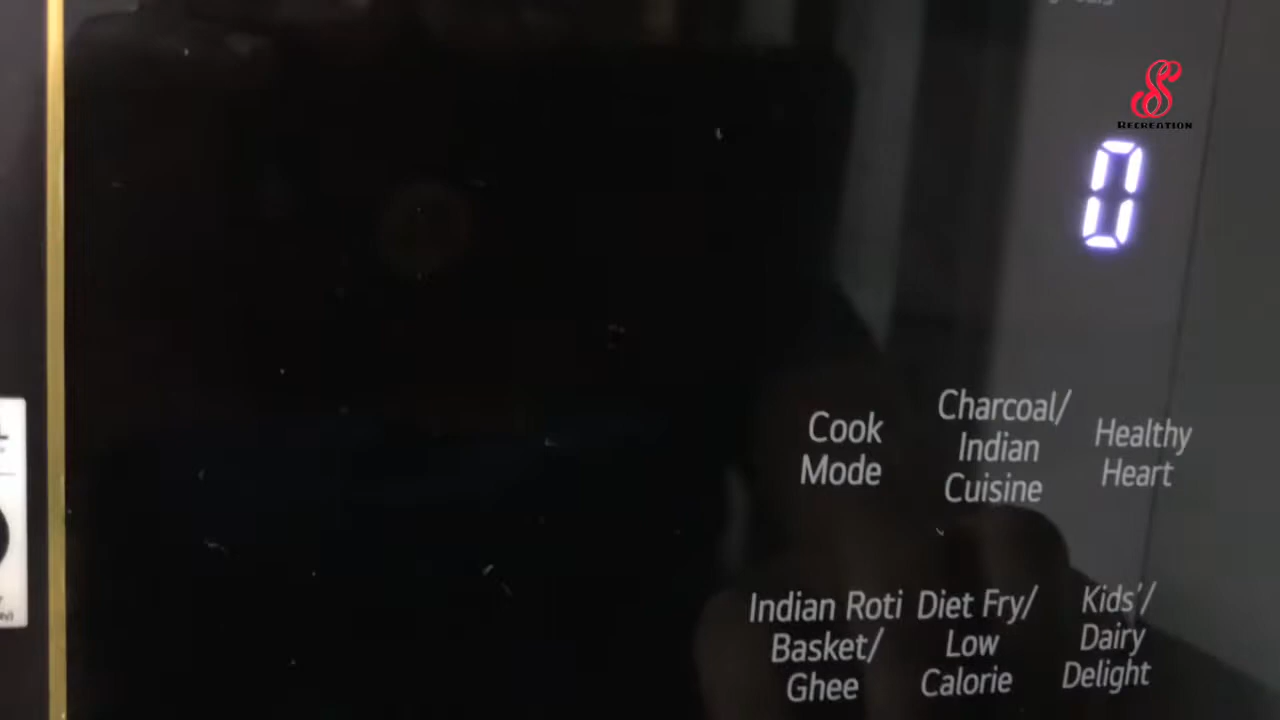 RECREATION
0
Cook
Mode
Charcoal/
Indian
Cuisine
Healthy
Heart
Indian Roti
Basket/
Ghee
Diet Fry/
Low
Calorie
Kids'/
Dairy
Delight